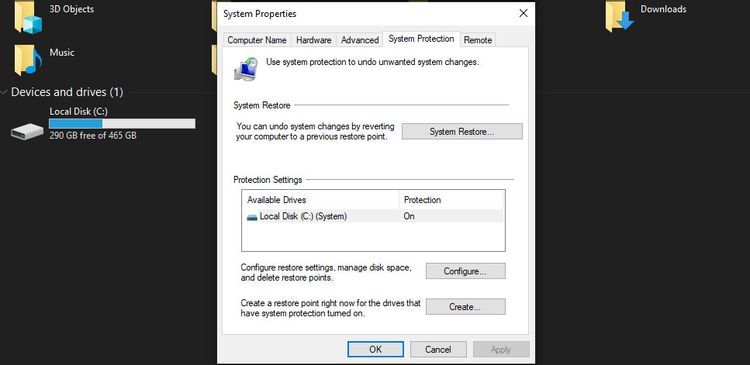 3D Objects
Downloads
Music
Devices and drives (1)
Local Disk (C:)
290 GB free of 465 GB
System Properties
Computer Name Hardware Advanced System Protection Remote
Use system protection to undo unwanted system changes.
System Restore
You can undo system changes by reverting
your computer to a previous restore point.
System Restore...
Protection Settings
Available Drives Protection
Local Disk (C:) (System) On
Configure restore settings, manage disk space,
and delete restore points.
Configure...
Create a restore point right now for the drives that
have system protection turned on.
Create...
OK Cancel Apply